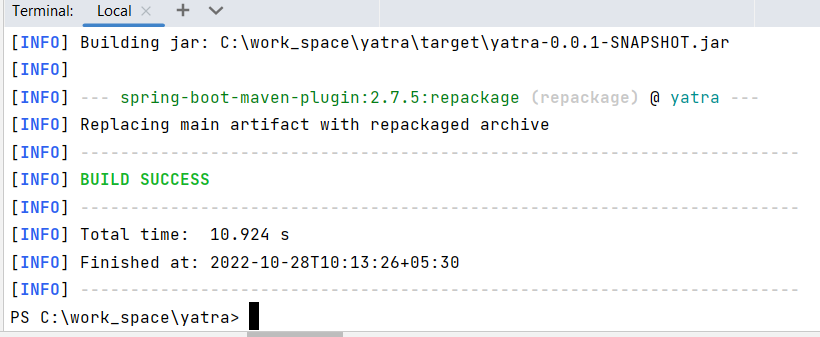 Terminal: Local
[INFO] Building jar: C:\work_space\yatra\target\yatra-0.0.1-SNAPSHOT.jar
[INFO]
[INFO] --- spring-boot-maven-plugin:2.7.5:repackage (repackage) @ yatra ---
[INFO] Replacing main artifact with repackaged archive
[INFO] ------------------------------------------------------------------------
[INFO] BUILD SUCCESS
[INFO] ------------------------------------------------------------------------
[INFO] Total time:  10.924 s
[INFO] Finished at: 2022-10-28T10:13:26+05:30
[INFO] ------------------------------------------------------------------------
PS C:\work_space\yatra>